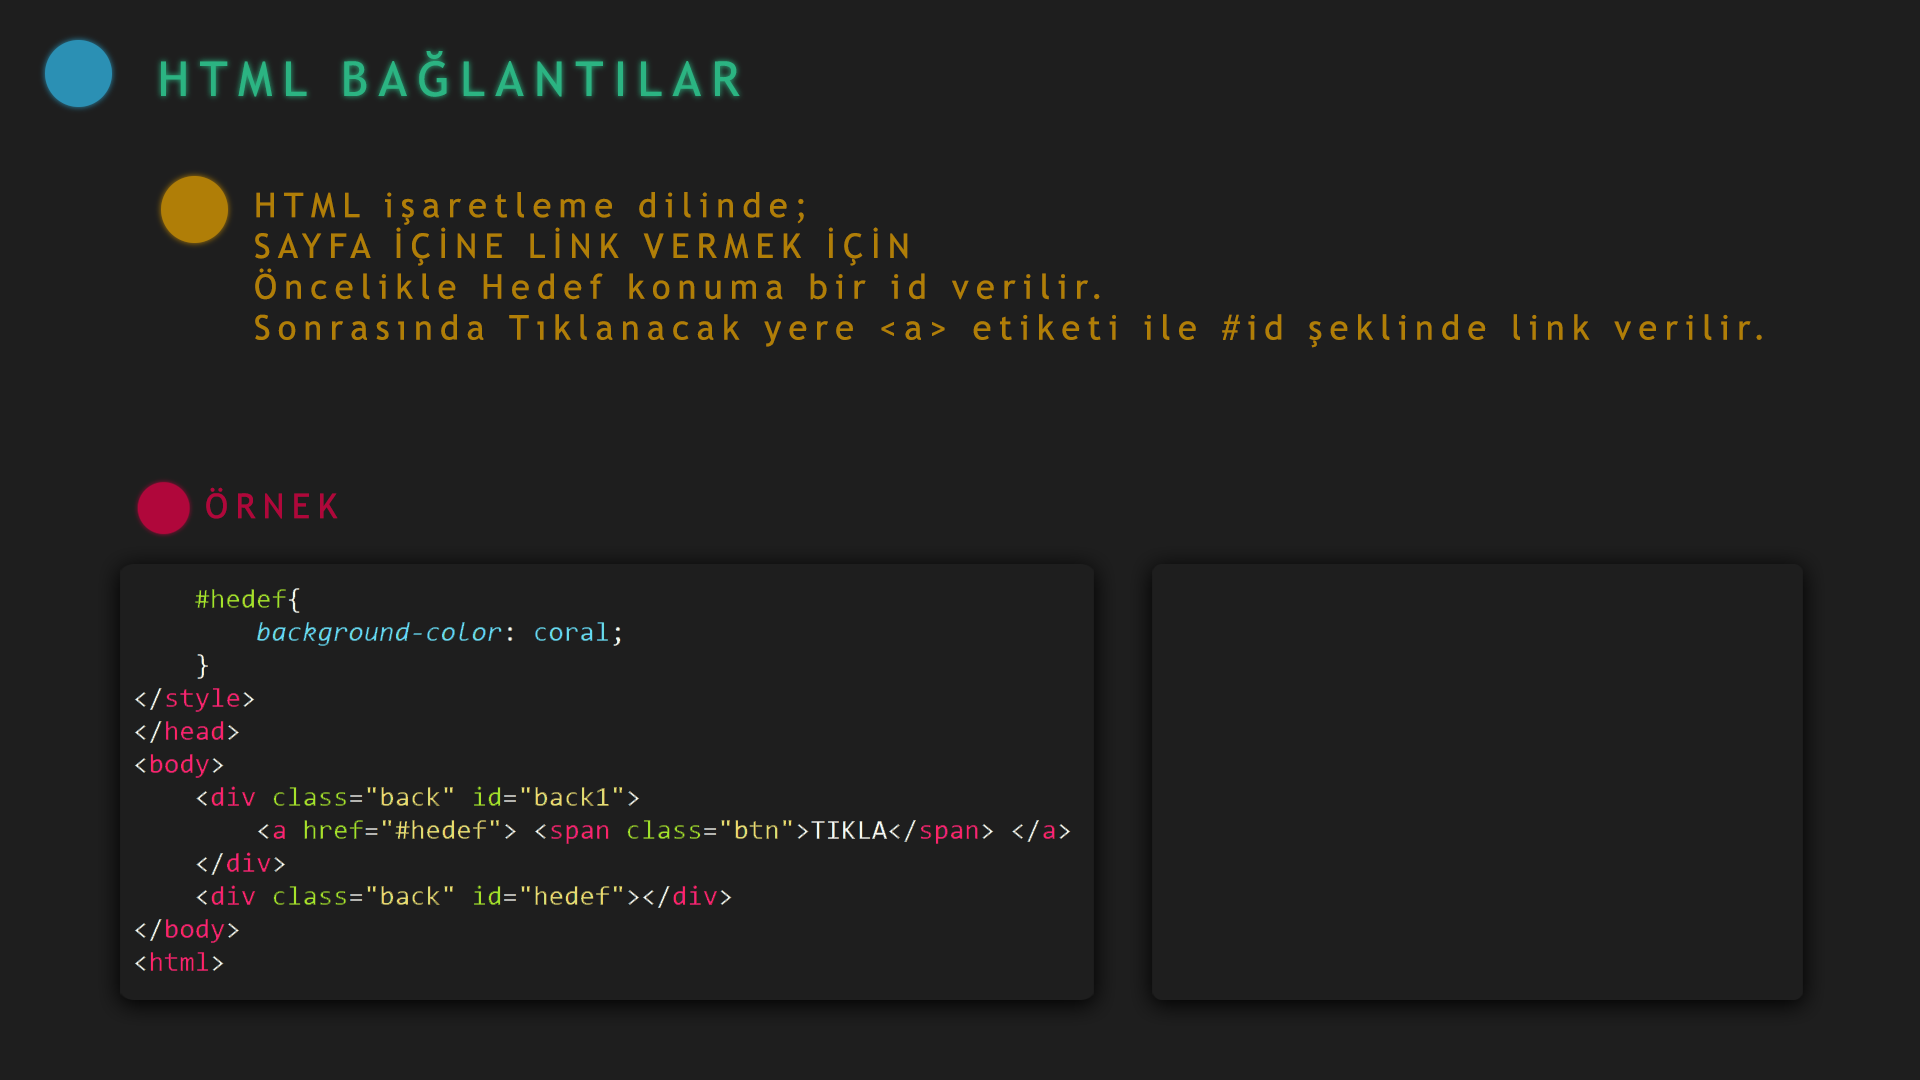 HTML BAĞLANTILAR
HTML işaretleme dilinde;
SAYFA İÇİNE LİNK VERMEK İÇİN
Öncelikle Hedef konuma bir id verilir.
Sonrasında Tıklanacak yere <a> etiketi ile #id şeklinde link verilir.
ÖRNEK
    #hedef{
        background-color: coral;
    }
</style>
</head>
<body>
    <div class="back" id="back1">
        <a href="#hedef"> <span class="btn">TIKLA</span> </a>
    </div>
    <div class="back" id="hedef"></div>
</body>
<html>